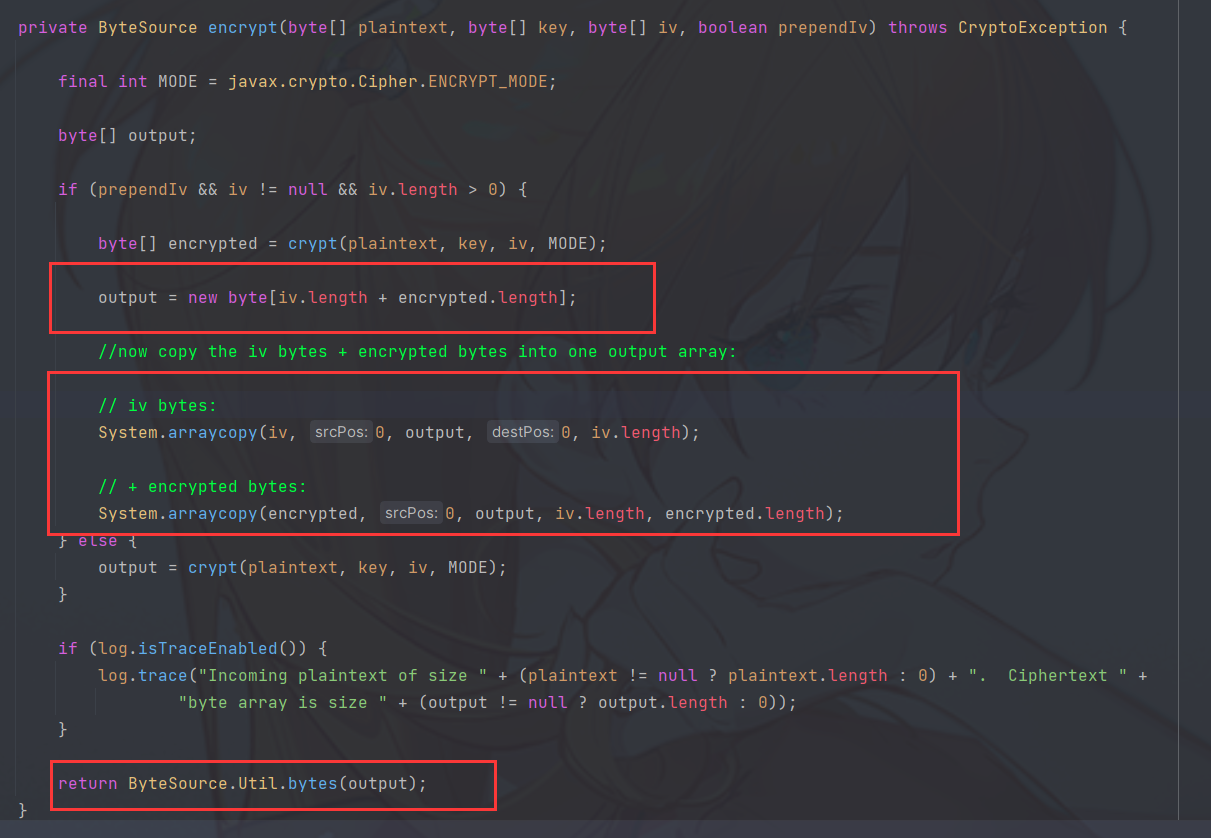 private ByteSource encrypt(byte[] plaintext, byte[] key, byte[] iv, boolean prependIv) throws CryptoException {
final int MODE = javax.crypto.Cipher.ENCRYPT_MODE;
byte[] output;
if (prependIv && iv != null && iv.length > 0) {
byte[] encrypted = crypt(plaintext, key, iv, MODE);
output = new byte[iv.length + encrypted.length];
//now copy the iv bytes + encrypted bytes into one output array:
// iv bytes:
System.arraycopy(iv, srcPos: 0, output, destPos: 0, iv.length);
// + encrypted bytes:
System.arraycopy(encrypted, srcPos: 0, output, iv.length, encrypted.length);
} else {
output = crypt(plaintext, key, iv, MODE);
}
if (log.isTraceEnabled()) {
log.trace("Incoming plaintext of size " + (plaintext != null ? plaintext.length : 0) + ".  Ciphertext " +
"byte array is size " + (output != null ? output.length : 0));
}
return ByteSource.Util.bytes(output);
}